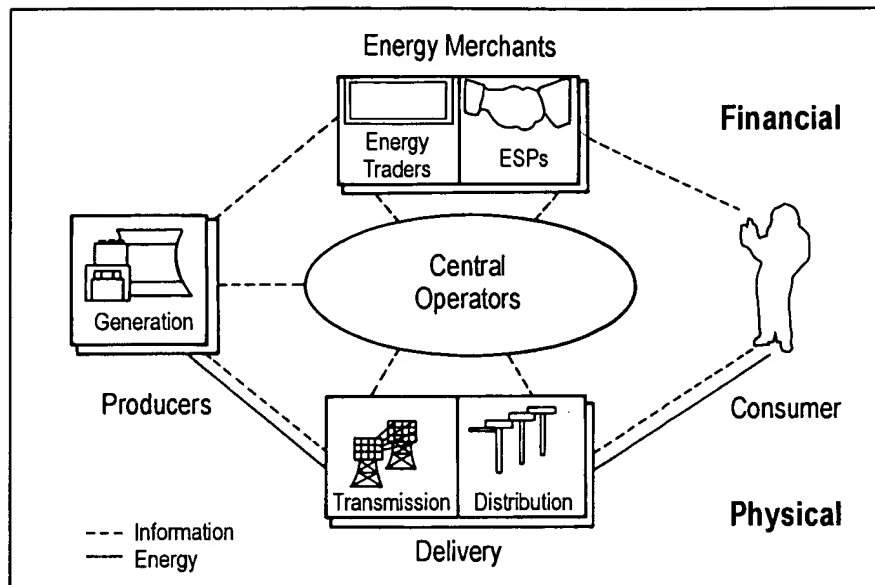 Energy Merchants
Financial
Energy
Traders
ESPs
Central
Operators
Generation
Producers
Consumer
Transmission
Distribution
Physical
Information
Energy
Delivery